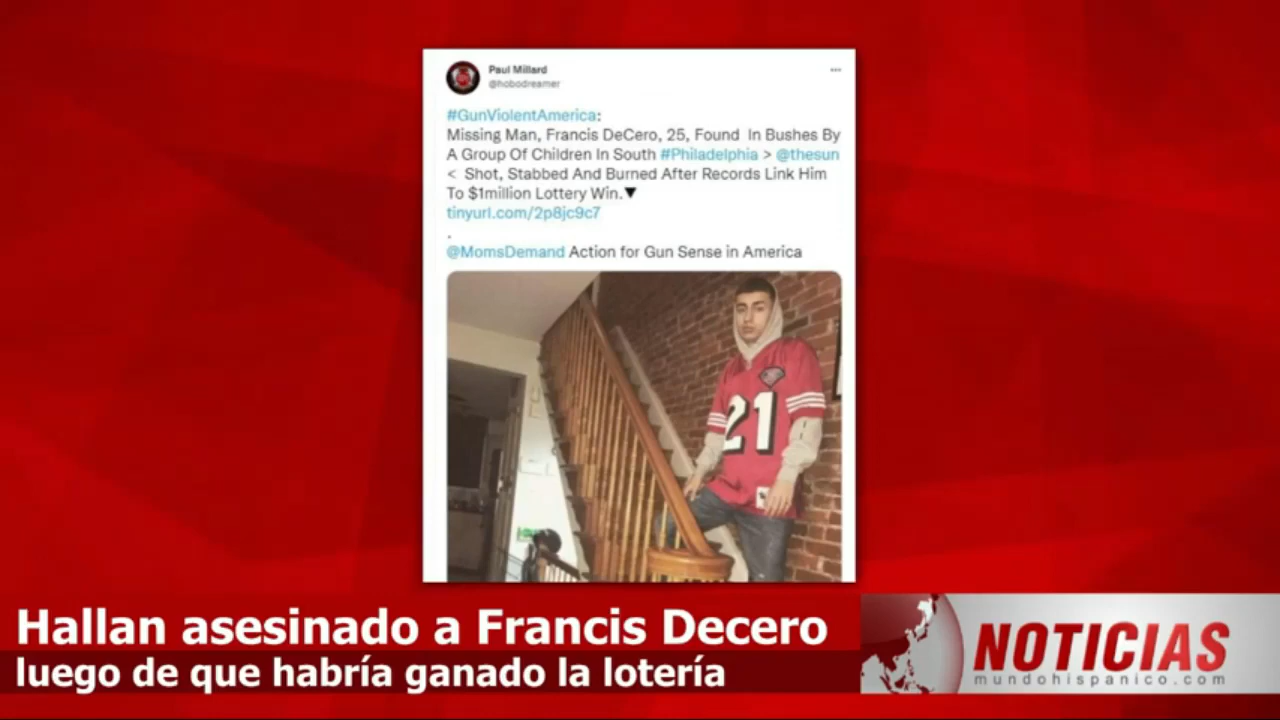 Paul Millard
@hobodreamer
#GunViolentAmerica:
Missing Man, Francis DeCero, 25, Found In Bushes By
A Group Of Children In South #Philadelphia > @thesun
< Shot, Stabbed And Burned After Records Link Him
To $1million Lottery Win.▼
tinyurl.com/2p8jc9c7
.
@MomsDemand Action for Gun Sense in America
21
Hallan asesinado a Francis Decero
luego de que habría ganado la lotería
NOTICIAS
mundohispanico.com